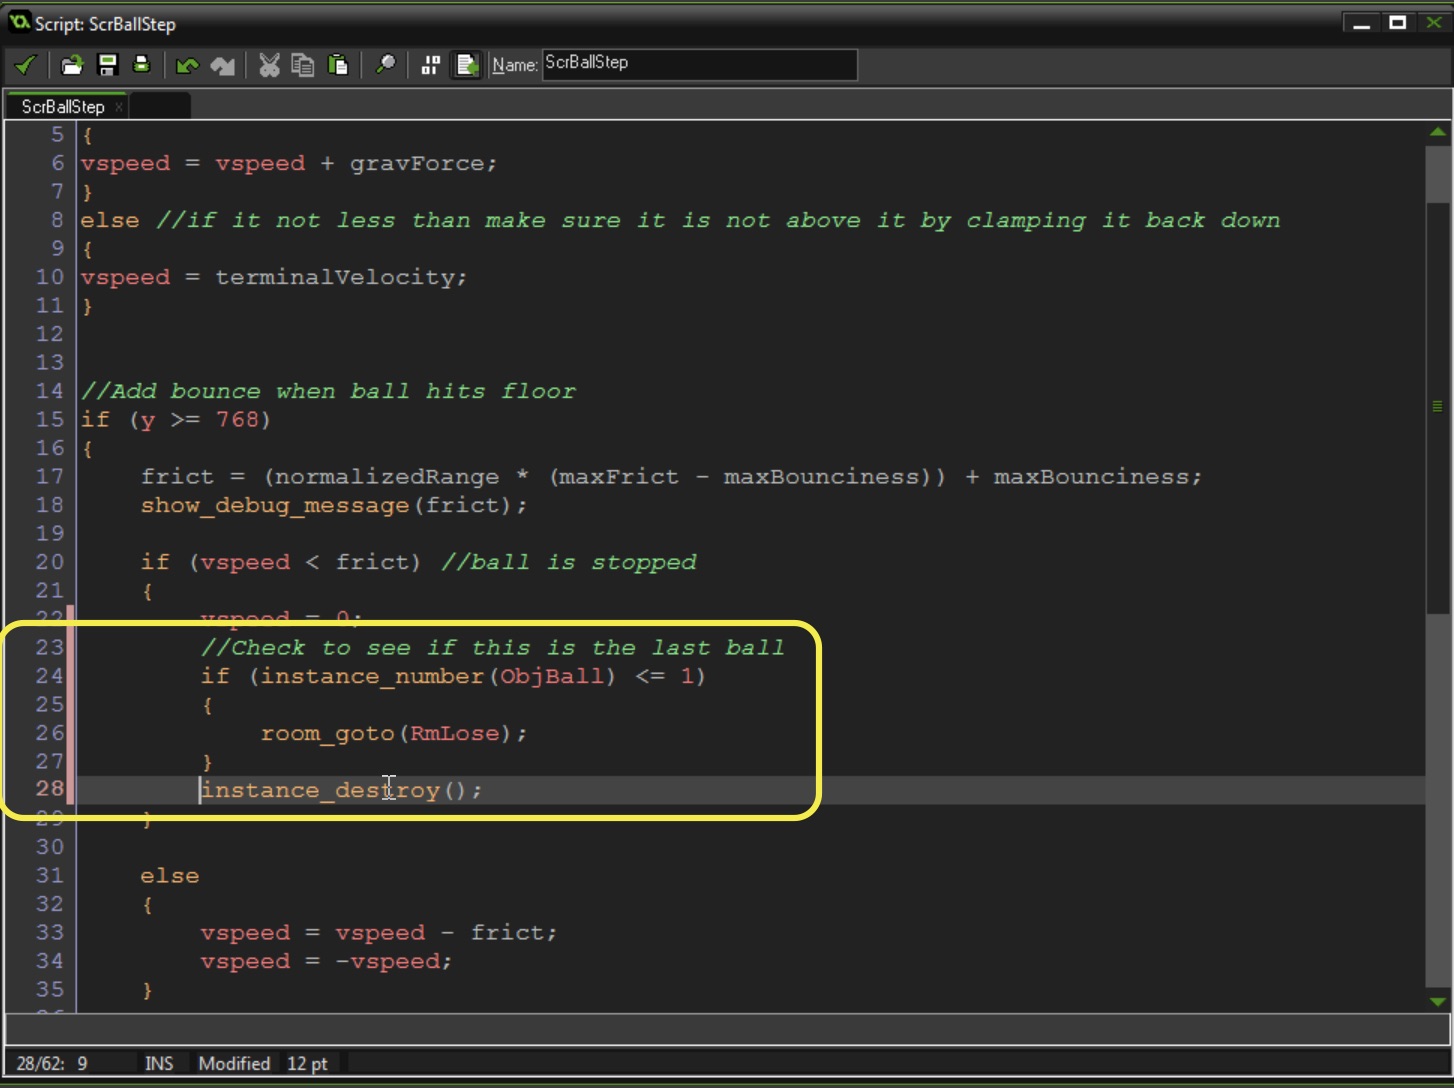 Script: ScrBallStep
Name: ScrBallStep
ScrBallStep x
5 {
6 vspeed = vspeed + gravForce;
7 }
8 else //if it not less than make sure it is not above it by clamping it back down
9 {
10 vspeed = terminalVelocity;
11 }
12
13
14 //Add bounce when ball hits floor
15 if (y >= 768)
16 {
17 frict = (normalizedRange * (maxFrict - maxBounciness)) + maxBounciness;
18 show_debug_message(frict);
19
20 if (vspeed < frict) //ball is stopped
21 {
22 vspeed = 0;
23 //Check to see if this is the last ball
24 if (instance_number(ObjBall) <= 1)
25 {
26 room_goto(RmLose);
27 }
28 instance_destroy();
29 }
30
31 else
32 {
33 vspeed = vspeed - frict;
34 vspeed = -vspeed;
35 }
28/62: 9 INS Modified 12 pt